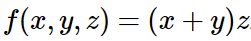 f(x, y, z) = (x + y)z